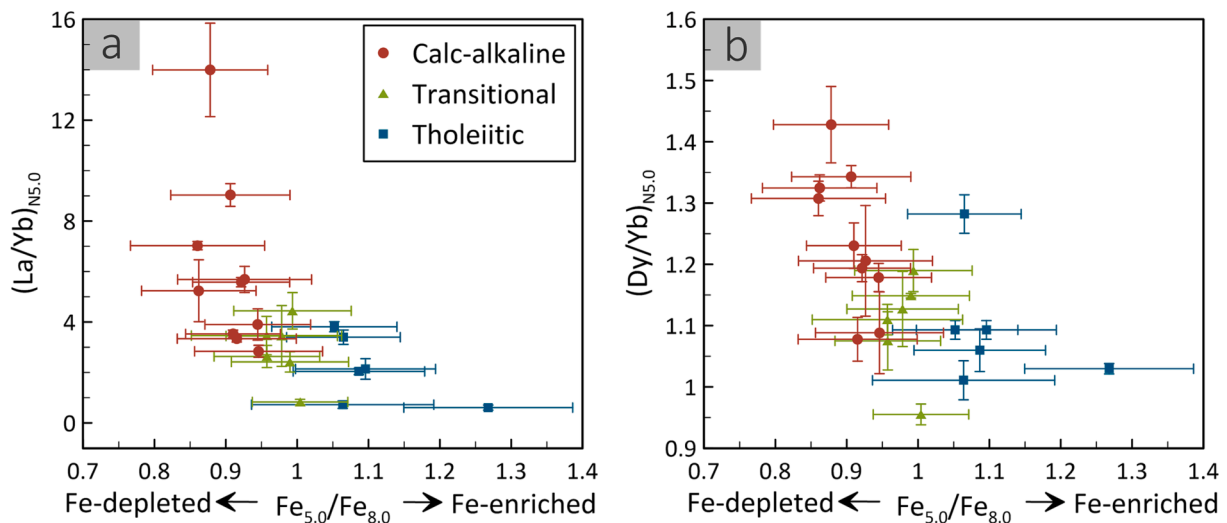 a
16
12
8
4
0
(La/Yb)N5.0
Calc-alkaline
Transitional
Tholeiitic
0.7 0.8 0.9 1 1.1 1.2 1.3 1.4
Fe-depleted ← Fe5.0/Fe8.0 → Fe-enriched
b
1.6
1.5
1.4
1.3
1.2
1.1
1
0.9
(Dy/Yb)N5.0
0.7 0.8 0.9 1 1.1 1.2 1.3 1.4
Fe-depleted ← Fe5.0/Fe8.0 → Fe-enriched